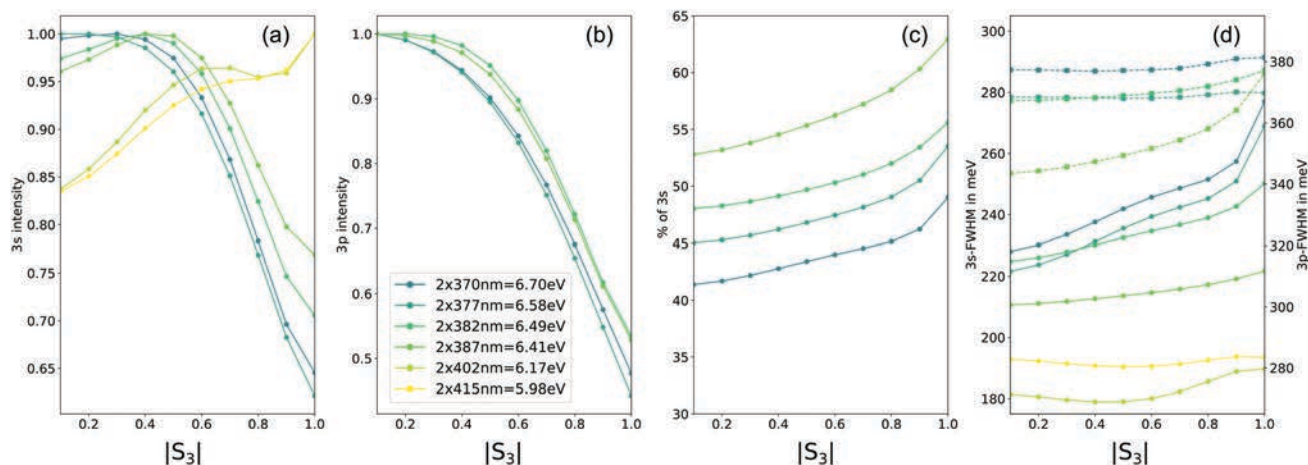 (a)
1.00
0.95
0.90
0.85
0.80
0.75
0.70
0.65
3s intensity
0.2 0.4 0.6 0.8 1.0
|S₃|
(b)
1.0
0.9
0.8
0.7
0.6
0.5
3p intensity
2x370nm=6.70eV
2x377nm=6.58eV
2x382nm=6.49eV
2x387nm=6.41eV
2x402nm=6.17eV
2x415nm=5.98eV
0.2 0.4 0.6 0.8 1.0
|S₃|
(c)
65
60
55
50
45
40
35
30
% of 3s
0.2 0.4 0.6 0.8 1.0
|S₃|
(d)
300
280
260
240
220
200
180
3s-FWHM in meV
380
360
340
320
300
280
3p-FWHM in meV
0.2 0.4 0.6 0.8 1.0
|S₃|